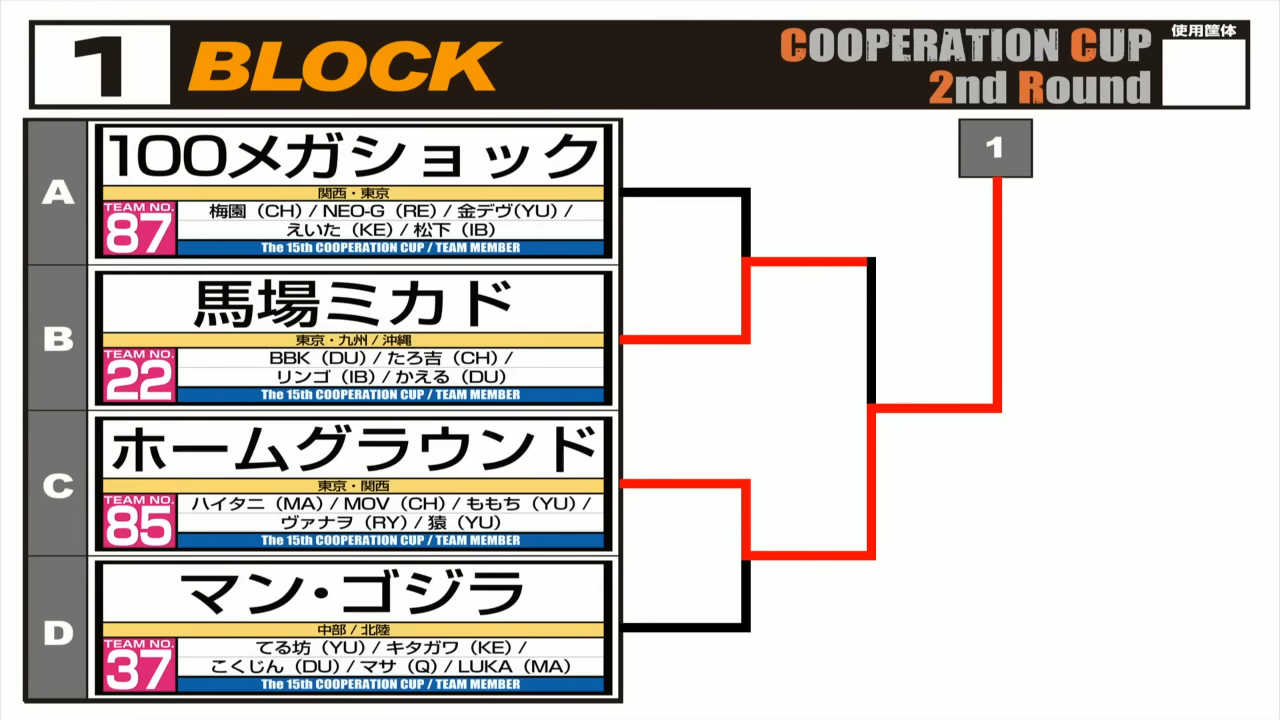 1 BLOCK
COOPERATION CUP
2nd Round
使用筐体
A
100メガショック
関西・東京
TEAM NO.
87
梅園（CH）/ NEO-G（RE）/ 金デヴ(YU) /
えいた（KE）/ 松下（IB）
The 15th COOPERATION CUP / TEAM MEMBER
B
馬場ミカド
東京・九州 / 沖縄
TEAM NO.
22
BBK（DU）/ たろ吉（CH）/
リンゴ（IB）/ かえる（DU）
The 15th COOPERATION CUP / TEAM MEMBER
C
ホームグラウンド
東京・関西
TEAM NO.
85
ハイタニ（MA）/ MOV（CH）/ ももち（YU）/
ヴァナヲ（RY）/ 猿（YU）
The 15th COOPERATION CUP / TEAM MEMBER
D
マン・ゴジラ
中部 / 北陸
TEAM NO.
37
てる坊（YU）/ キタガワ（KE）/
こくじん（DU）/ マサ（Q）/ LUKA（MA）
The 15th COOPERATION CUP / TEAM MEMBER
1